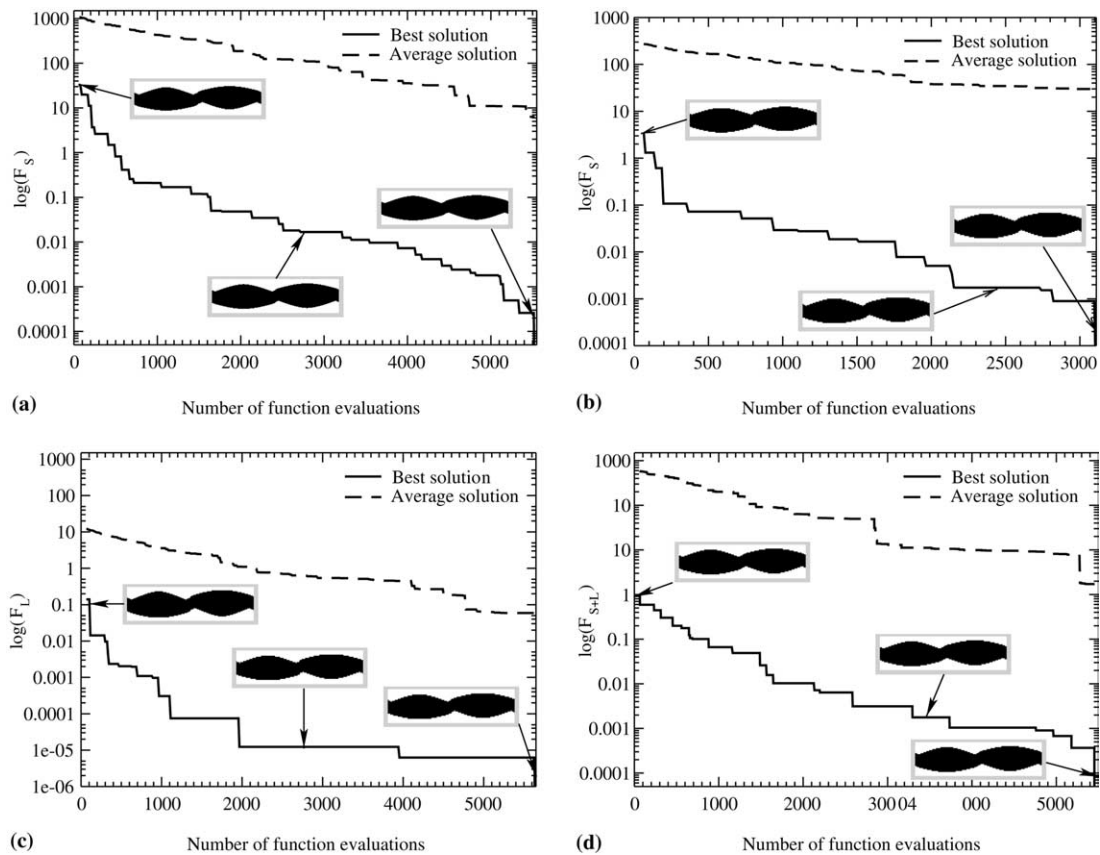 1000
100
10
1
0.1
0.01
0.001
0.0001
log(F S)
Best solution
Average solution
0 1000 2000 3000 4000 5000
(a) Number of function evaluations
1000
100
10
1
0.1
0.01
0.001
0.0001
log(F S)
Best solution
Average solution
500 1000 1500 2000 2500 3000
(b) Number of function evaluations
1000
100
10
1
0.1
0.01
0.001
0.0001
1e-05
1e-06
log(F L)
Best solution
Average solution
0 1000 2000 3000 4000 5000
(c) Number of function evaluations
1000
100
10
1
0.1
0.01
0.001
0.0001
log(F S+L)
Best solution
Average solution
0 1000 2000 30004 000 5000
(d) Number of function evaluations